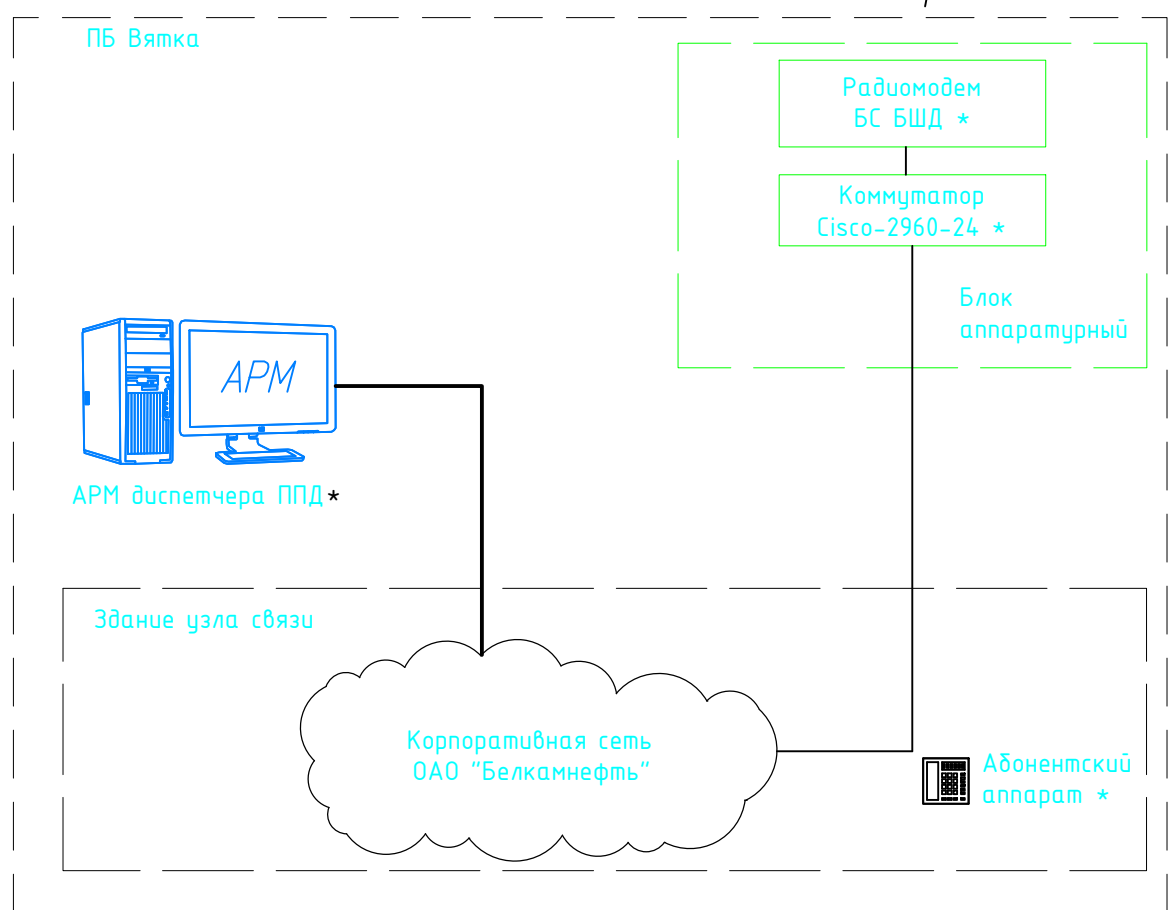 ПБ Вятка
Радиомодем
БС БШД *
Коммутатор
Cisco-2960-24 *
Блок
аппаратурный
АРМ
АРМ диспетчера ППД*
Здание узла связи
Корпоративная сеть
ОАО "Белкамнефть"
Абонентский
аппарат *